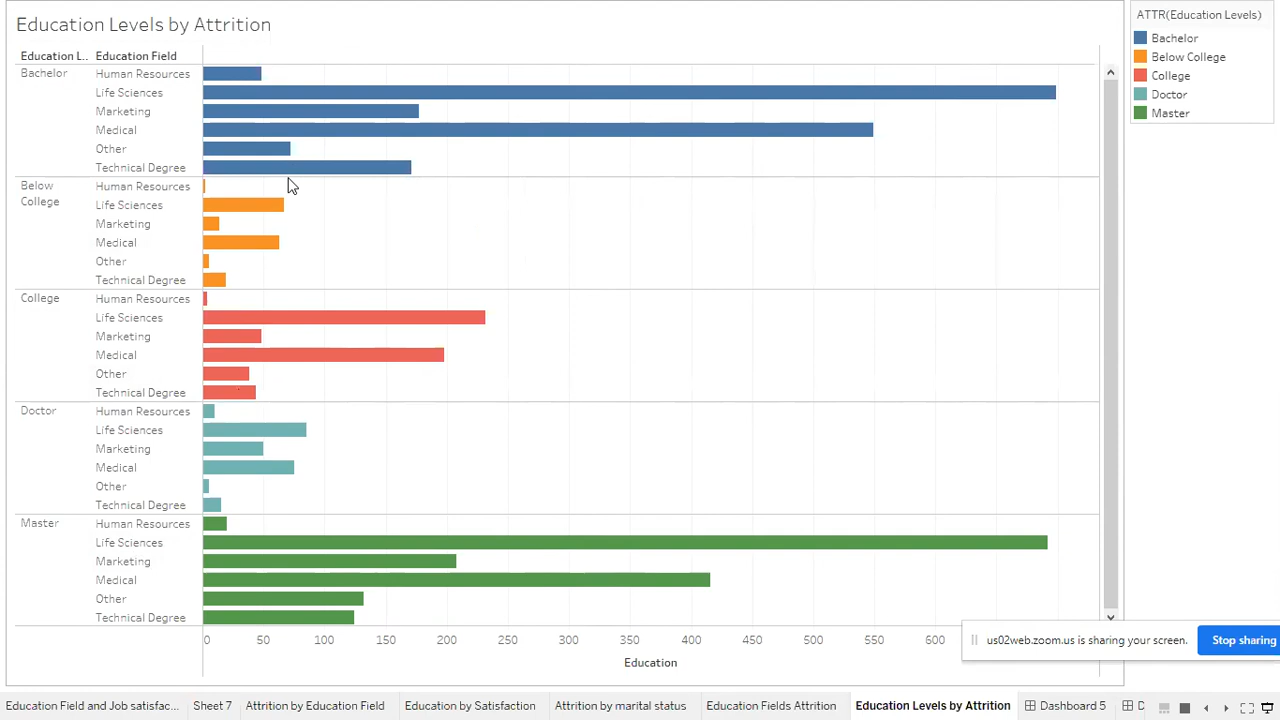 Education Levels by Attrition
ATTR(Education Levels)
Bachelor
Below College
College
Doctor
Master
Education L.. Education Field
Bachelor Human Resources
Life Sciences
Marketing
Medical
Other
Technical Degree
Below College Human Resources
Life Sciences
Marketing
Medical
Other
Technical Degree
College Human Resources
Life Sciences
Marketing
Medical
Other
Technical Degree
Doctor Human Resources
Life Sciences
Marketing
Medical
Other
Technical Degree
Master Human Resources
Life Sciences
Marketing
Medical
Other
Technical Degree
0 50 100 150 200 250 300 350 400 450 500 550 600
Education
us02web.zoom.us is sharing your screen. Stop sharing
Education Field and Job satisfac... Sheet 7 Attrition by Education Field Education by Satisfaction Attrition by marital status Education Fields Attrition Education Levels by Attrition Dashboard 5